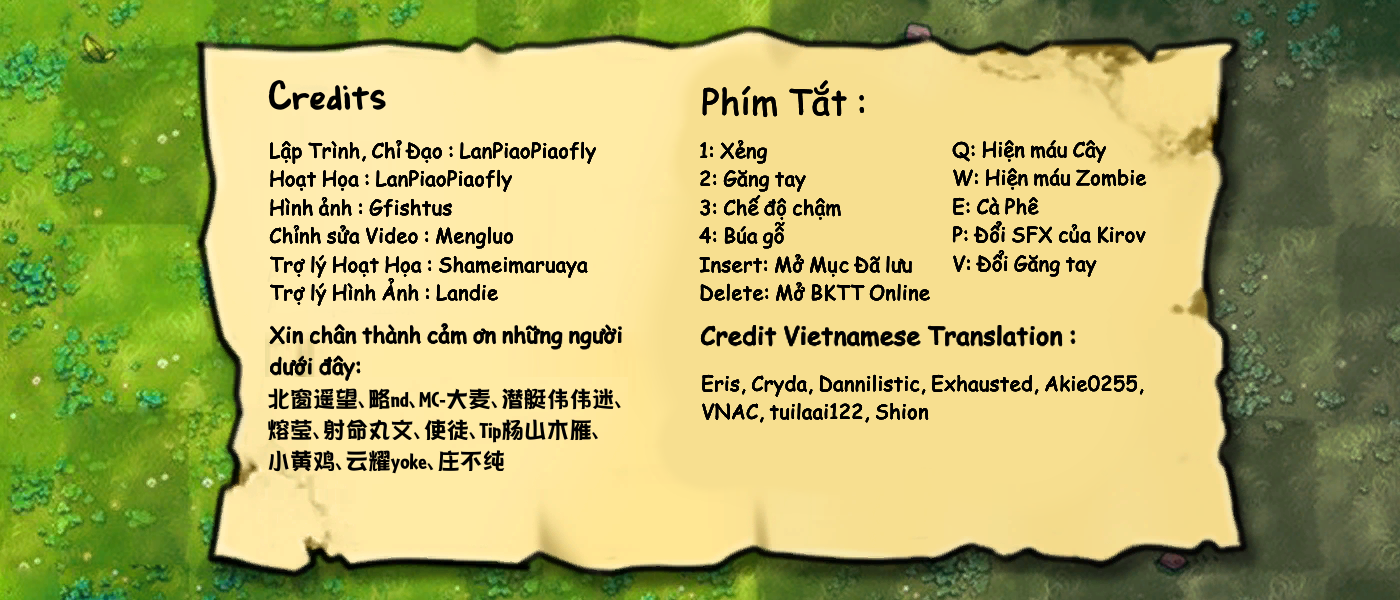 Credits
Lập Trình, Chỉ Đạo : LanPiaoPiaofly
Hoạt Họa : LanPiaoPiaofly
Hình ảnh : Gfishtus
Chỉnh sửa Video : Mengluo
Trợ lý Hoạt Họa : Shameimaruaya
Trợ lý Hình Ảnh : Landie
Xin chân thành cảm ơn những người
dưới đây:
北窗遥望、略nd、MC-大麦、潜艇伟伟迷、
熔莹、射命丸文、使徒、Tip炀山木雁、
小黄鸡、云耀yoke、庄不纯
Phím Tắt :
1: Xẻng
2: Găng tay
3: Chế độ chậm
4: Búa gỗ
Insert: Mở Mục Đã lưu
Delete: Mở BKTT Online
Q: Hiện máu Cây
W: Hiện máu Zombie
E: Cà Phê
P: Đổi SFX của Kirov
V: Đổi Găng tay
Credit Vietnamese Translation :
Eris, Cryda, Dannilistic, Exhausted, Akie0255,
VNAC, tuilaai122, Shion